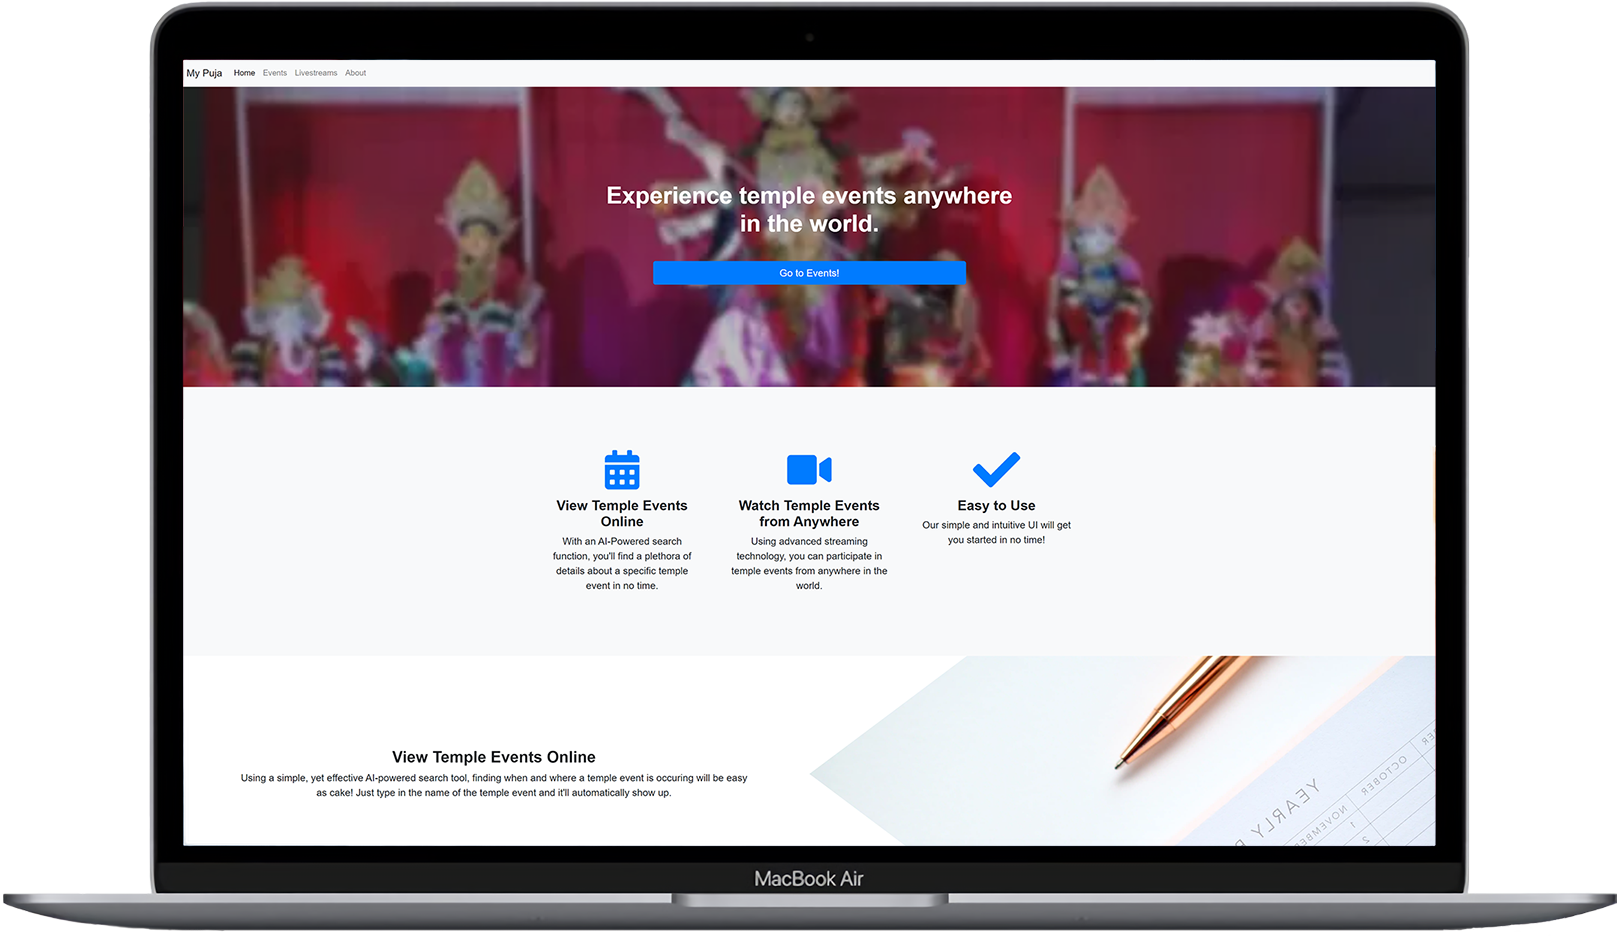 My Puja Home Events Livestreams About
Experience temple events anywhere
in the world.
Go to Events!
View Temple Events
Online
With an AI-Powered search
function, you'll find a plethora of
details about a specific temple
event in no time.
Watch Temple Events
from Anywhere
Using advanced streaming
technology, you can participate in
temple events from anywhere in the
world.
Easy to Use
Our simple and intuitive UI will get
you started in no time!
View Temple Events Online
Using a simple, yet effective AI-powered search tool, finding when and where a temple event is occuring will be easy
as cake! Just type in the name of the temple event and it'll automatically show up.
YEARLY
OCTOBER
NOVEMBER
1
2
MacBook Air